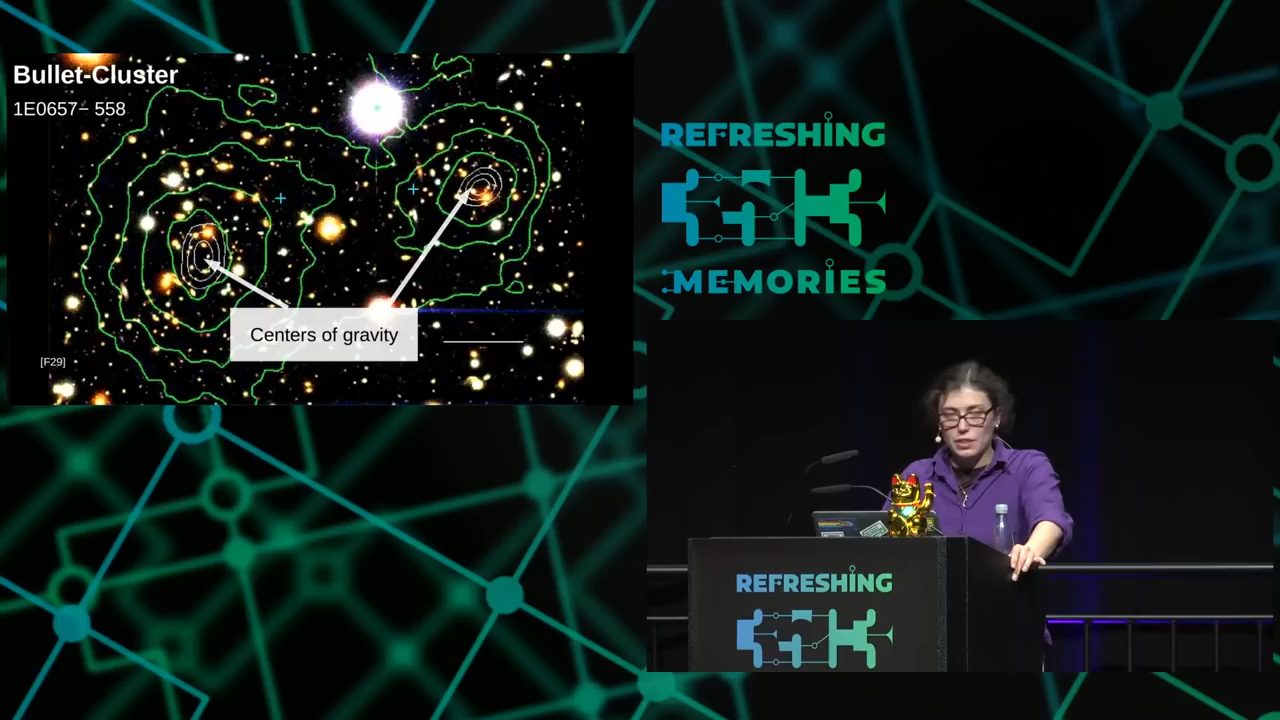 Bullet-Cluster
1E0657− 558
Centers of gravity
[F29]
REFRESHING
MEMORIES
REFRESHING